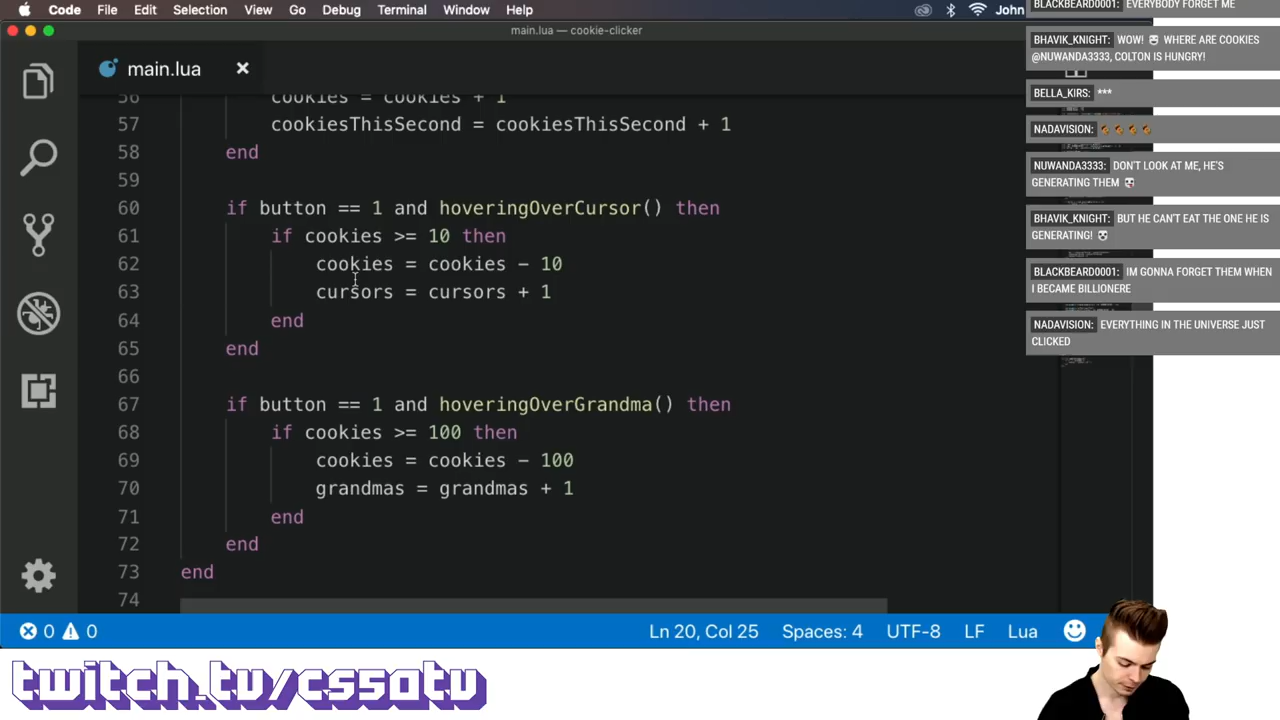 Code File Edit Selection View Go Debug Terminal Window Help John
main.lua — cookie-clicker
main.lua
56 cookies = cookies + 1
57 cookiesThisSecond = cookiesThisSecond + 1
58 end
59
60 if button == 1 and hoveringOverCursor() then
61 if cookies >= 10 then
62 cookies = cookies - 10
63 cursors = cursors + 1
64 end
65 end
66
67 if button == 1 and hoveringOverGrandma() then
68 if cookies >= 100 then
69 cookies = cookies - 100
70 grandmas = grandmas + 1
71 end
72 end
73 end
74
0 0 Ln 20, Col 25 Spaces: 4 UTF-8 LF Lua
BLACKBEARD0001: EVERYBODY FORGET ME
BHAVIK_KNIGHT: WOW! WHERE ARE COOKIES
@NUWANDA3333, COLTON IS HUNGRY!
BELLA_KIRS: ***
NADAVISION:
NUWANDA3333: DON'T LOOK AT ME, HE'S
GENERATING THEM
BHAVIK_KNIGHT: BUT HE CAN'T EAT THE ONE HE IS
GENERATING!
BLACKBEARD0001: IM GONNA FORGET THEM WHEN
I BECAME BILLIONERE
NADAVISION: EVERYTHING IN THE UNIVERSE JUST
CLICKED
twitch.tv/cs50tv